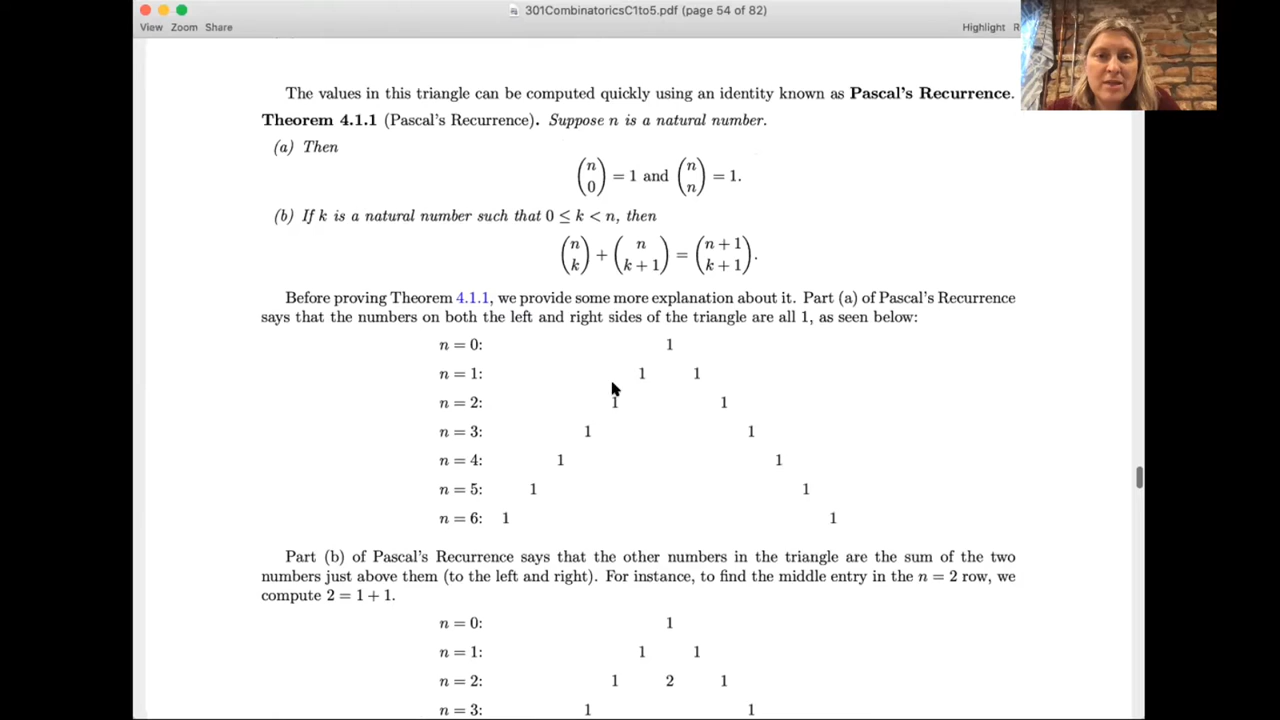 301CombinatoricsC1to5.pdf (page 54 of 82)
View Zoom Share Highlight
The values in this triangle can be computed quickly using an identity known as Pascal's Recurrence.
Theorem 4.1.1 (Pascal's Recurrence). Suppose n is a natural number.
(a) Then
(n 0) = 1 and (n n) = 1.
(b) If k is a natural number such that 0 ≤ k < n, then
(n k) + (n k + 1) = (n + 1 k + 1).
Before proving Theorem 4.1.1, we provide some more explanation about it. Part (a) of Pascal's Recurrence
says that the numbers on both the left and right sides of the triangle are all 1, as seen below:
n = 0: 1
n = 1: 1 1
n = 2: 1 1
n = 3: 1 1
n = 4: 1 1
n = 5: 1 1
n = 6: 1 1
Part (b) of Pascal's Recurrence says that the other numbers in the triangle are the sum of the two
numbers just above them (to the left and right). For instance, to find the middle entry in the n = 2 row, we
compute 2 = 1 + 1.
n = 0: 1
n = 1: 1 1
n = 2: 1 2 1
n = 3: 1 1